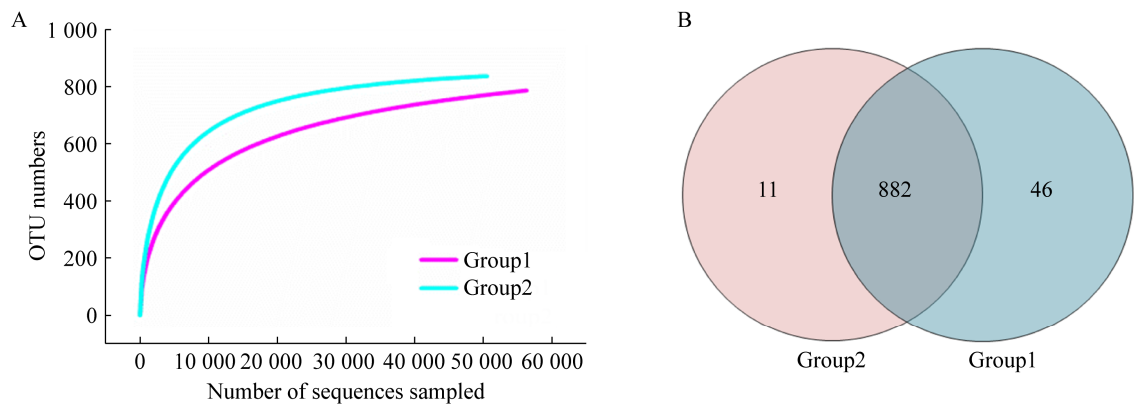 A
1 000
800
600
400
200
0
OTU numbers
Group1
Group2
0 10 000 20 000 30 000 40 000 50 000 60 000
Number of sequences sampled
B
11 882 46
Group2 Group1